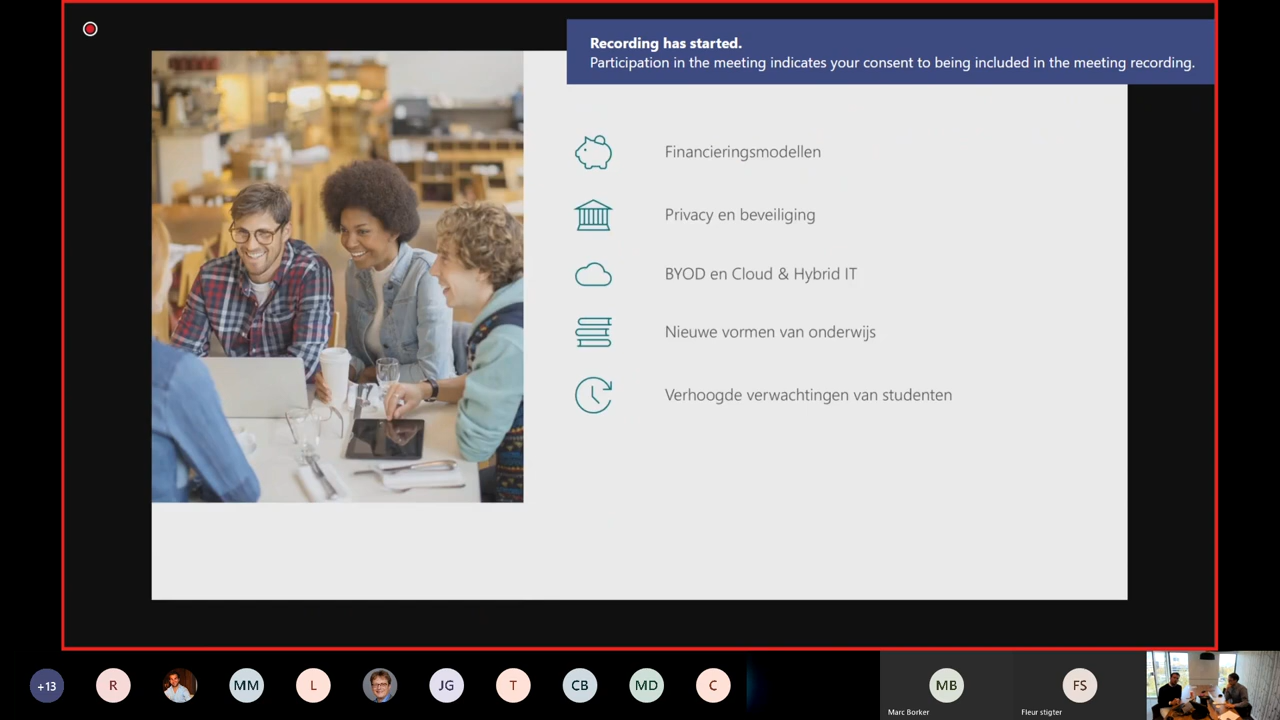 Recording has started.
Participation in the meeting indicates your consent to being included in the meeting recording.
Financieringsmodellen
Privacy en beveiliging
BYOD en Cloud & Hybrid IT
Nieuwe vormen van onderwijs
Verhoogde verwachtingen van studenten
+13
R
MM
L
JG
T
CB
MD
C
MB
Marc Borker
FS
Fleur stigter